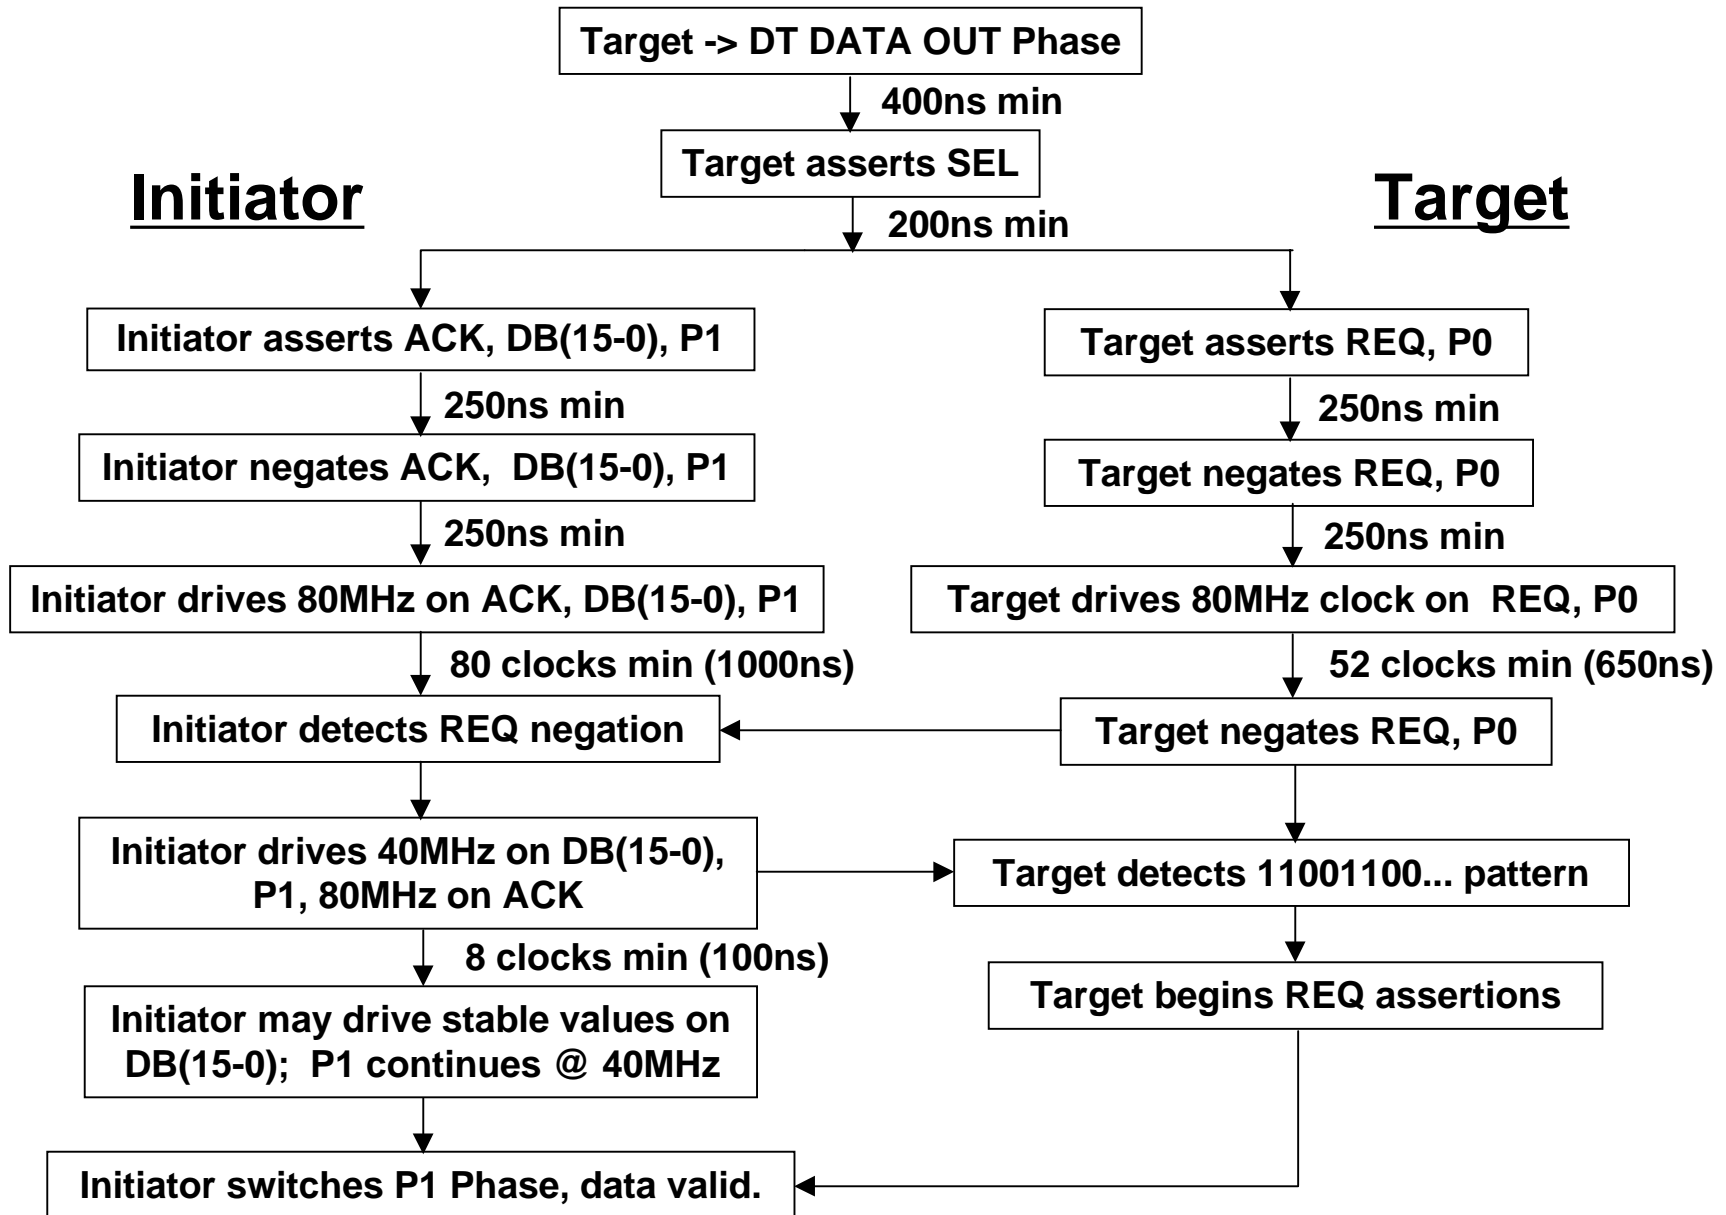 Target -> DT DATA OUT Phase
400ns min
Target asserts SEL
200ns min
Initiator
Target
Initiator asserts ACK, DB(15-0), P1
Target asserts REQ, P0
250ns min
250ns min
Initiator negates ACK, DB(15-0), P1
Target negates REQ, P0
250ns min
250ns min
Initiator drives 80MHz on ACK, DB(15-0), P1
Target drives 80MHz clock on REQ, P0
80 clocks min (1000ns)
52 clocks min (650ns)
Initiator detects REQ negation
Target negates REQ, P0
Initiator drives 40MHz on DB(15-0),
P1, 80MHz on ACK
Target detects 11001100... pattern
8 clocks min (100ns)
Target begins REQ assertions
Initiator may drive stable values on
DB(15-0); P1 continues @ 40MHz
Initiator switches P1 Phase, data valid.